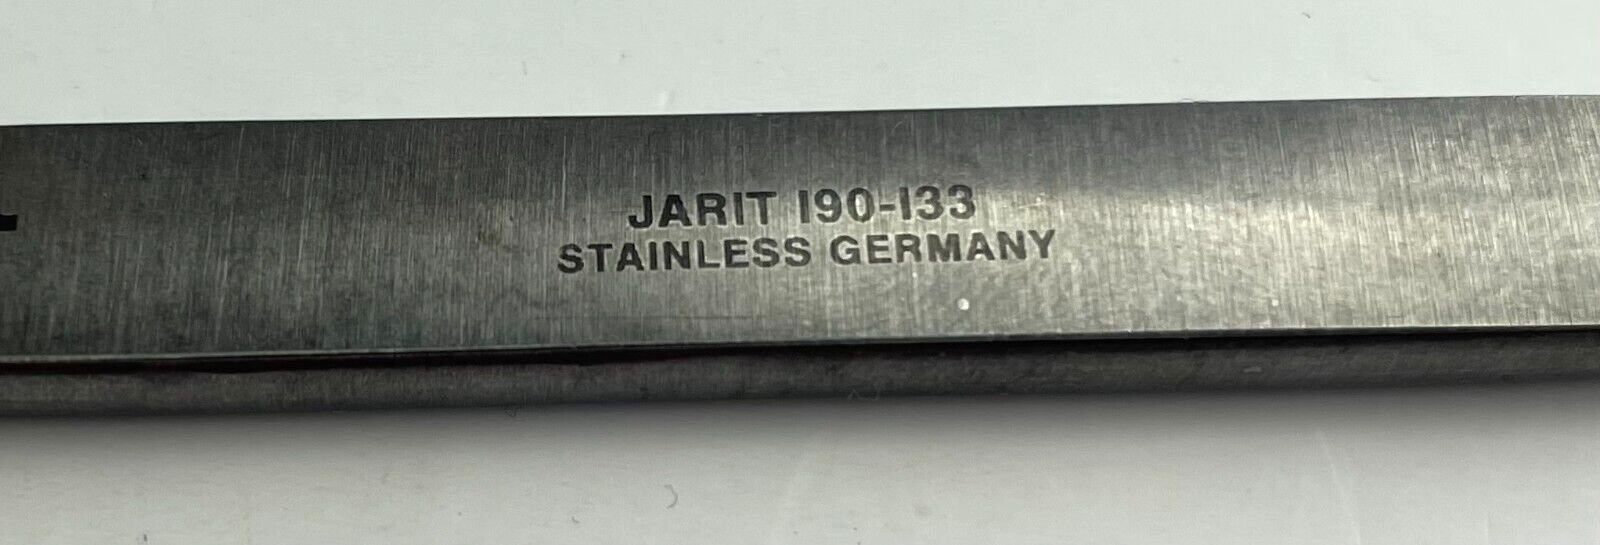 JARIT 190-133
STAINLESS GERMANY